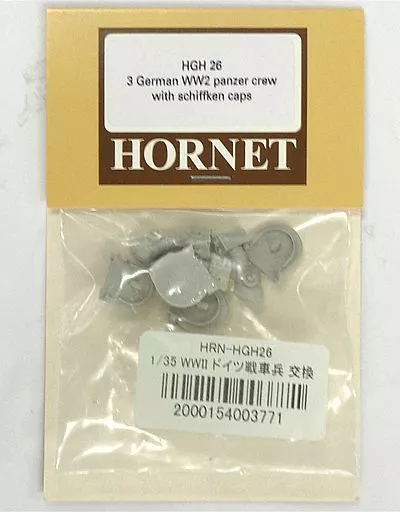 HGH 26
3 German WW2 panzer crew
with schiffken caps
HORNET
HRN-HGH26
1/35 WWII ドイツ戦車兵 交換
2000154003771